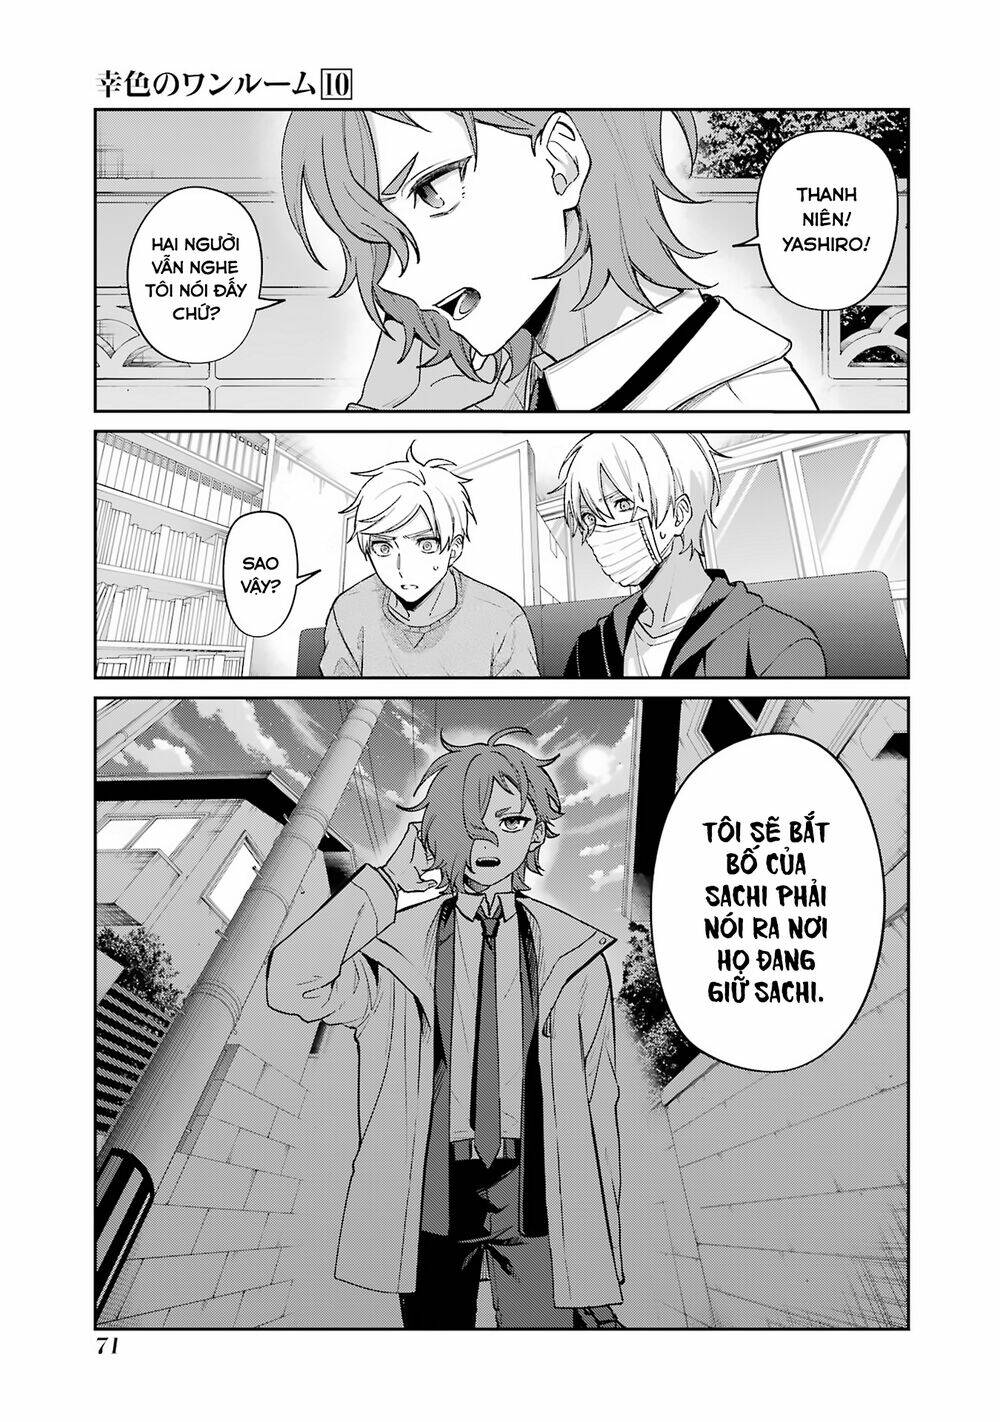 幸色のワンルーム10
THANH
NIÊN!
YASHIRO!
HAI NGƯỜI
VẪN NGHE
TÔI NÓI ĐẤY
CHỨ?
SAO
VẬY?
TÔI SẼ BẮT
BỐ CỦA
SACHI PHẢI
NÓI RA NƠI
HỌ ĐANG
GIỮ SACHI.
71